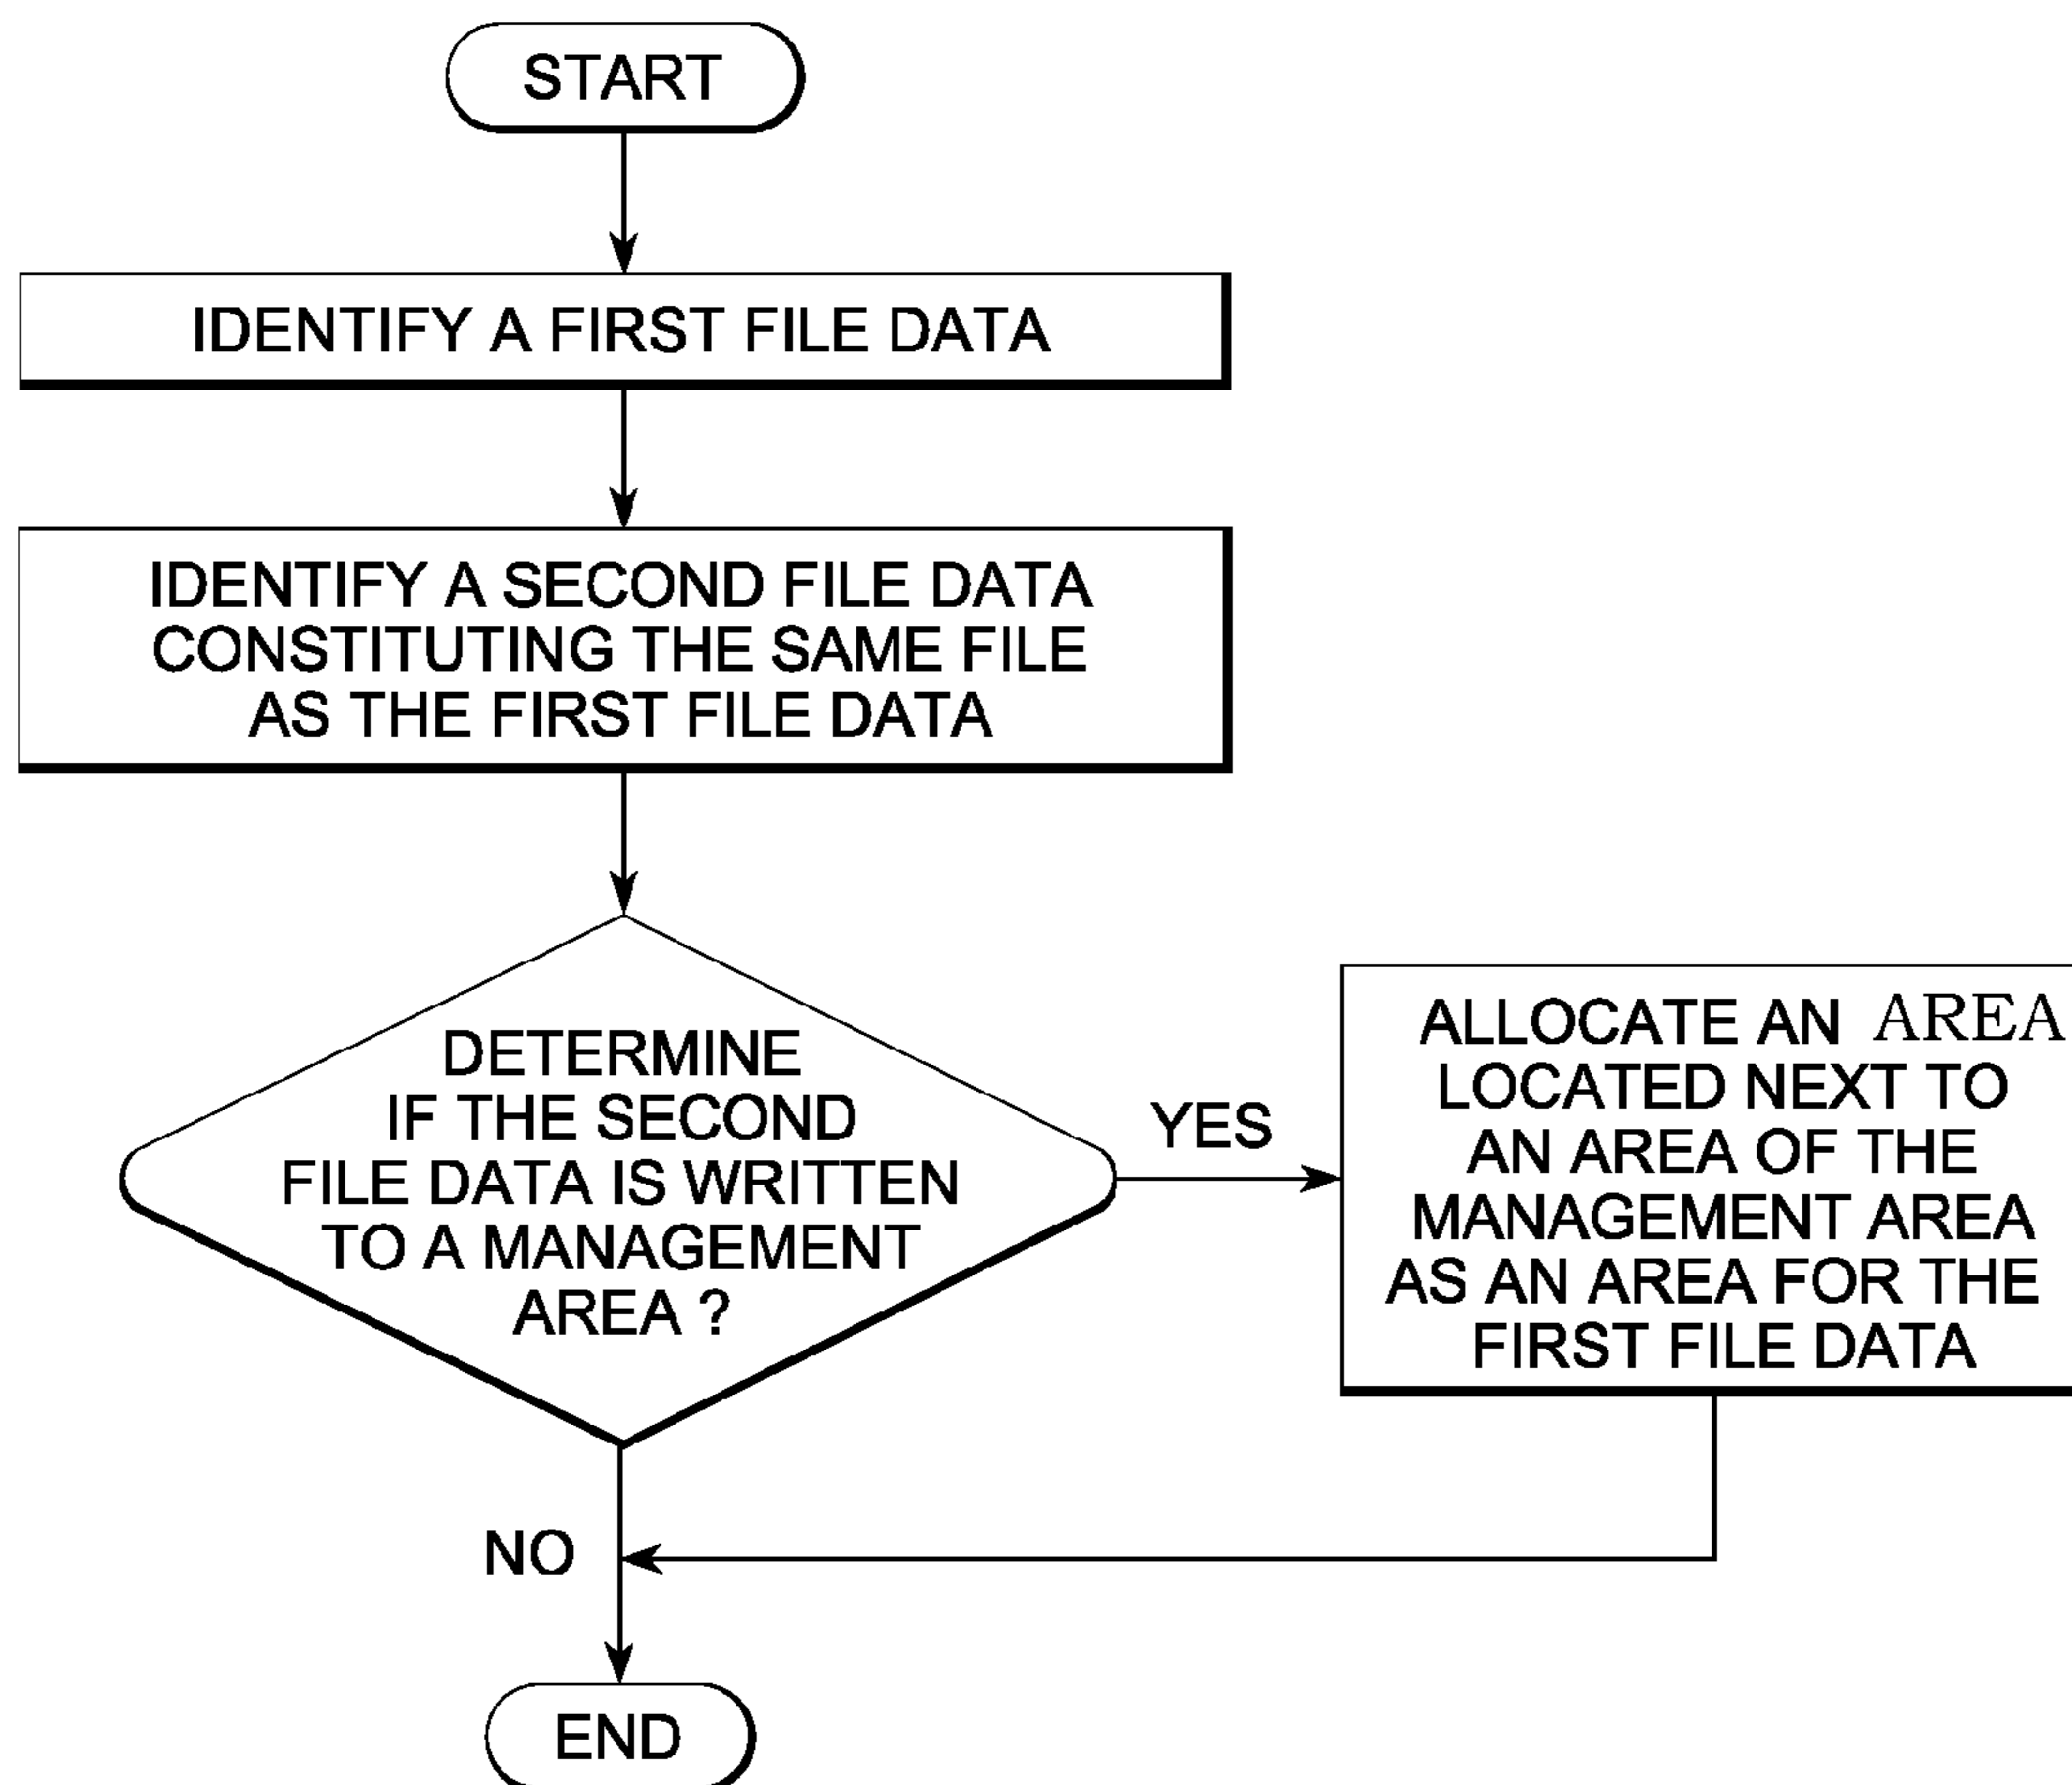 START
IDENTIFY A FIRST FILE DATA
IDENTIFY A SECOND FILE DATA
CONSTITUTING THE SAME FILE
AS THE FIRST FILE DATA
DETERMINE
IF THE SECOND
FILE DATA IS WRITTEN
TO A MANAGEMENT
AREA ?
YES
ALLOCATE AN AREA
LOCATED NEXT TO
AN AREA OF THE
MANAGEMENT AREA
AS AN AREA FOR THE
FIRST FILE DATA
NO
END